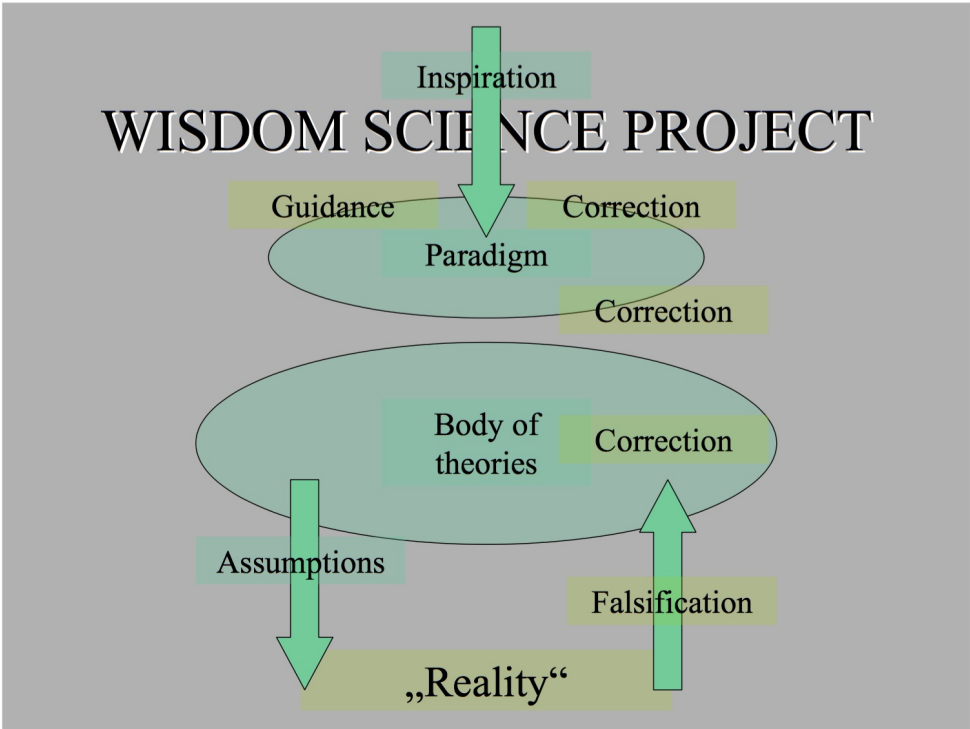 Inspiration
WISDOM SCIENCE PROJECT
Guidance
Correction
Paradigm
Correction
Body of
theories
Correction
Assumptions
Falsification
„Reality“